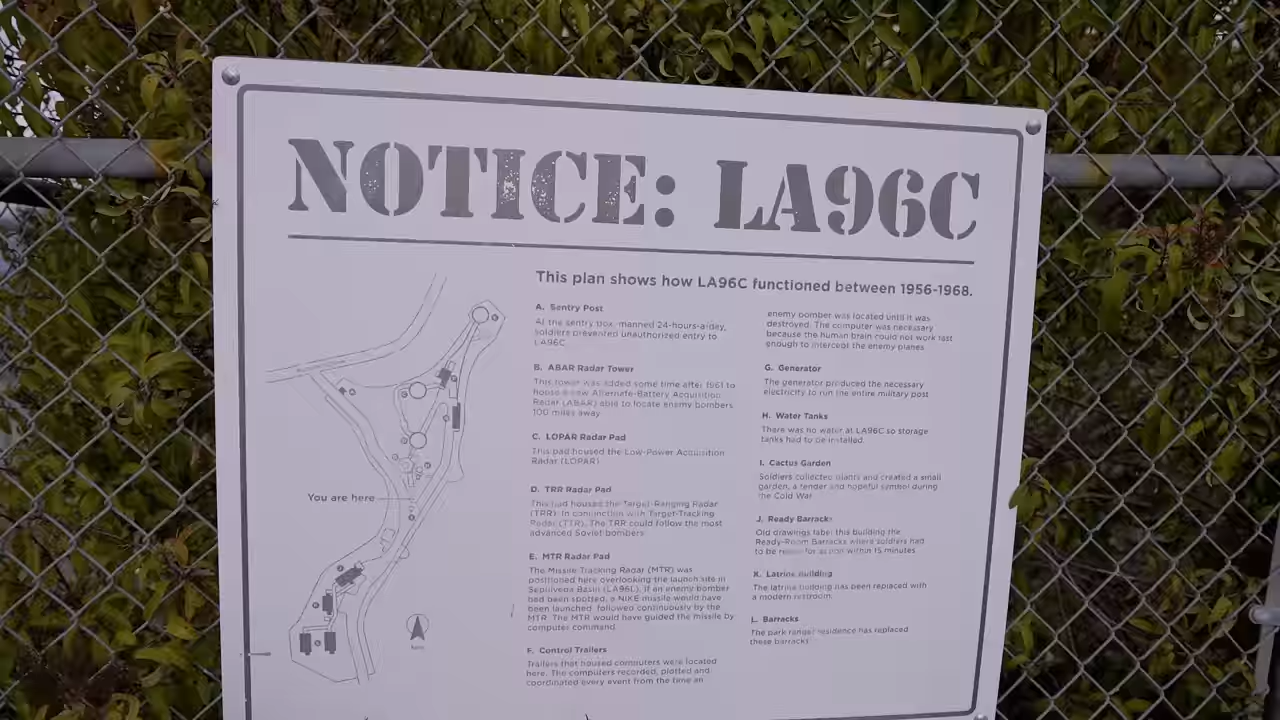 NOTICE: LA96C
This plan shows how LA96C functioned between 1956-1968.
You are here
A. Sentry Post
At the sentry box, manned 24-hours-a-day,
soldiers prevented unauthorized entry to
LA96C.
B. ABAR Radar Tower
This tower was added some time after 1961 to
house a new Alternate-Battery Acquisition
Radar (ABAR) able to locate enemy bombers
100 miles away.
C. LOPAR Radar Pad
This pad housed the Low-Power Acquisition
Radar (LOPAR)
D. TRR Radar Pad
This pad housed the Target-Ranging Radar
(TRR). In conjunction with Target-Tracking
Radar (TTR), The TRR could follow the most
advanced Soviet bombers.
E. MTR Radar Pad
The Missile Tracking Radar (MTR) was
positioned here overlooking the launch site in
Sepulveda Basin (LA96L). If an enemy bomber
had been spotted, a NIKE missile would have
been launched, followed continuously by the
MTR. The MTR would have guided the missile by
computer command.
F. Control Trailers
Trailers that housed computers were located
here. The computers recorded, plotted and
coordinated every event from the time an
enemy bomber was located until it was
destroyed. The computer was necessary
because the human brain could not work fast
enough to intercept the enemy planes.
G. Generator
The generator produced the necessary
electricity to run the entire military post
H. Water Tanks
There was no water at LA96C so storage
tanks had to be installed.
I. Cactus Garden
Soldiers collected plants and created a small
garden, a tender and hopeful symbol during
the Cold War
J. Ready Barracks
Old drawings label this building the
Ready-Room Barracks where soldiers had
to be ready for action within 15 minutes.
K. Latrine Building
The latrine building has been replaced with
a modern restroom.
L. Barracks
The park ranger residence has replaced
these barracks.